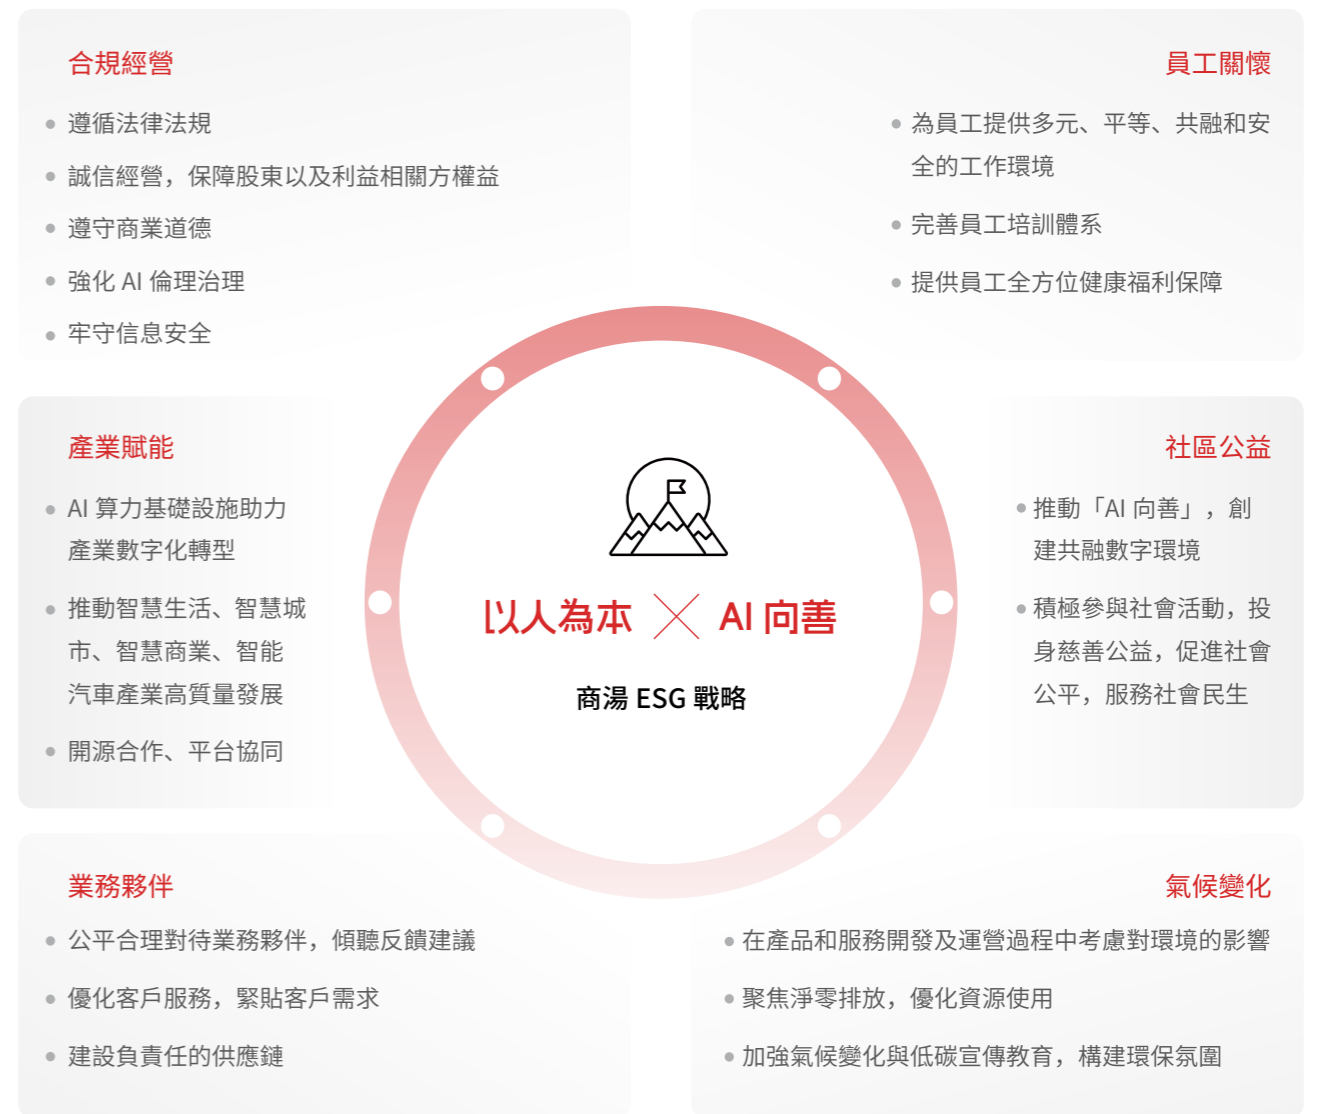 合規經營
遵循法律法規
誠信經營，保障股東以及利益相關方權益
遵守商業道德
強化 AI 倫理治理
牢守信息安全
員工關懷
為員工提供多元、平等、共融和安
全的工作環境
完善員工培訓體系
提供員工全方位健康福利保障
產業賦能
AI 算力基礎設施助力
產業數字化轉型
推動智慧生活、智慧城
市、智慧商業、智能
汽車產業高質量發展
開源合作、平台協同
以人為本 × AI 向善
商湯 ESG 戰略
社區公益
推動「AI 向善」，創
建共融數字環境
積極參與社會活動，投
身慈善公益，促進社會
公平，服務社會民生
業務夥伴
公平合理對待業務夥伴，傾聽反饋建議
優化客戶服務，緊貼客戶需求
建設負責任的供應鏈
氣候變化
在產品和服務開發及運營過程中考慮對環境的影響
聚焦淨零排放，優化資源使用
加強氣候變化與低碳宣傳教育，構建環保氛圍